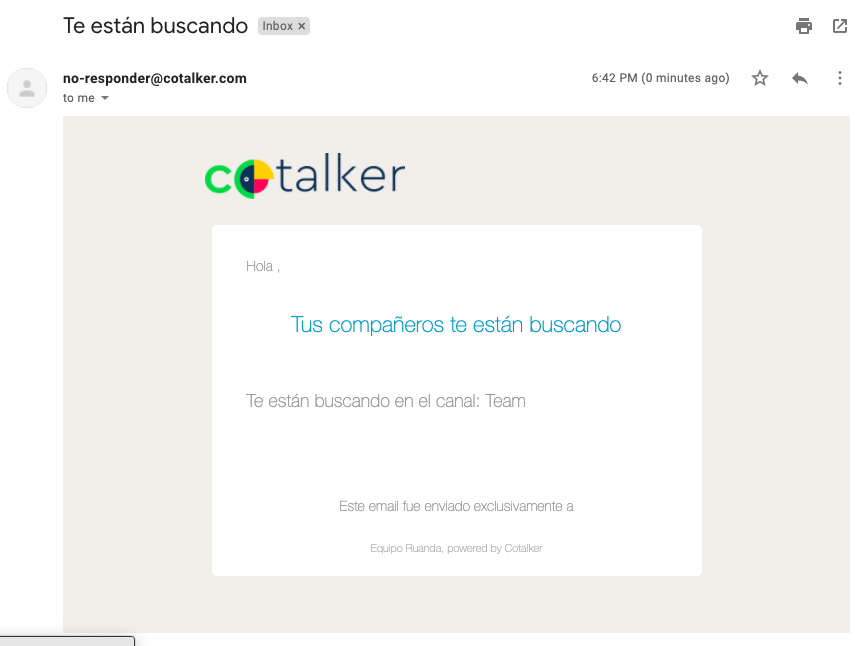 Te están buscando Inbox ×
no-responder@cotalker.com 6:42 PM (0 minutes ago)
to me
cotalker
Hola ,
Tus compañeros te están buscando
Te están buscando en el canal: Team
Este email fue enviado exclusivamente a
Equipo Ruanda, powered by Cotalker